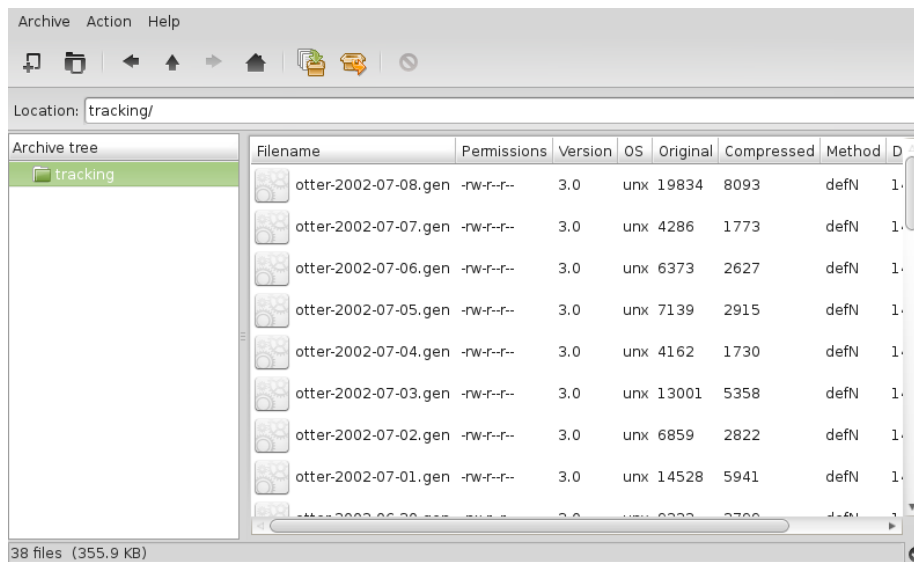 Archive Action Help
Location: tracking/
Archive tree
tracking
Filename Permissions Version OS Original Compressed Method D
otter-2002-07-08.gen -rw-r--r-- 3.0 unx 19834 8093 defN
otter-2002-07-07.gen -rw-r--r-- 3.0 unx 4286 1773 defN
otter-2002-07-06.gen -rw-r--r-- 3.0 unx 6373 2627 defN
otter-2002-07-05.gen -rw-r--r-- 3.0 unx 7139 2915 defN
otter-2002-07-04.gen -rw-r--r-- 3.0 unx 4162 1730 defN
otter-2002-07-03.gen -rw-r--r-- 3.0 unx 13001 5358 defN
otter-2002-07-02.gen -rw-r--r-- 3.0 unx 6859 2822 defN
otter-2002-07-01.gen -rw-r--r-- 3.0 unx 14528 5941 defN
38 files (355.9 KB)